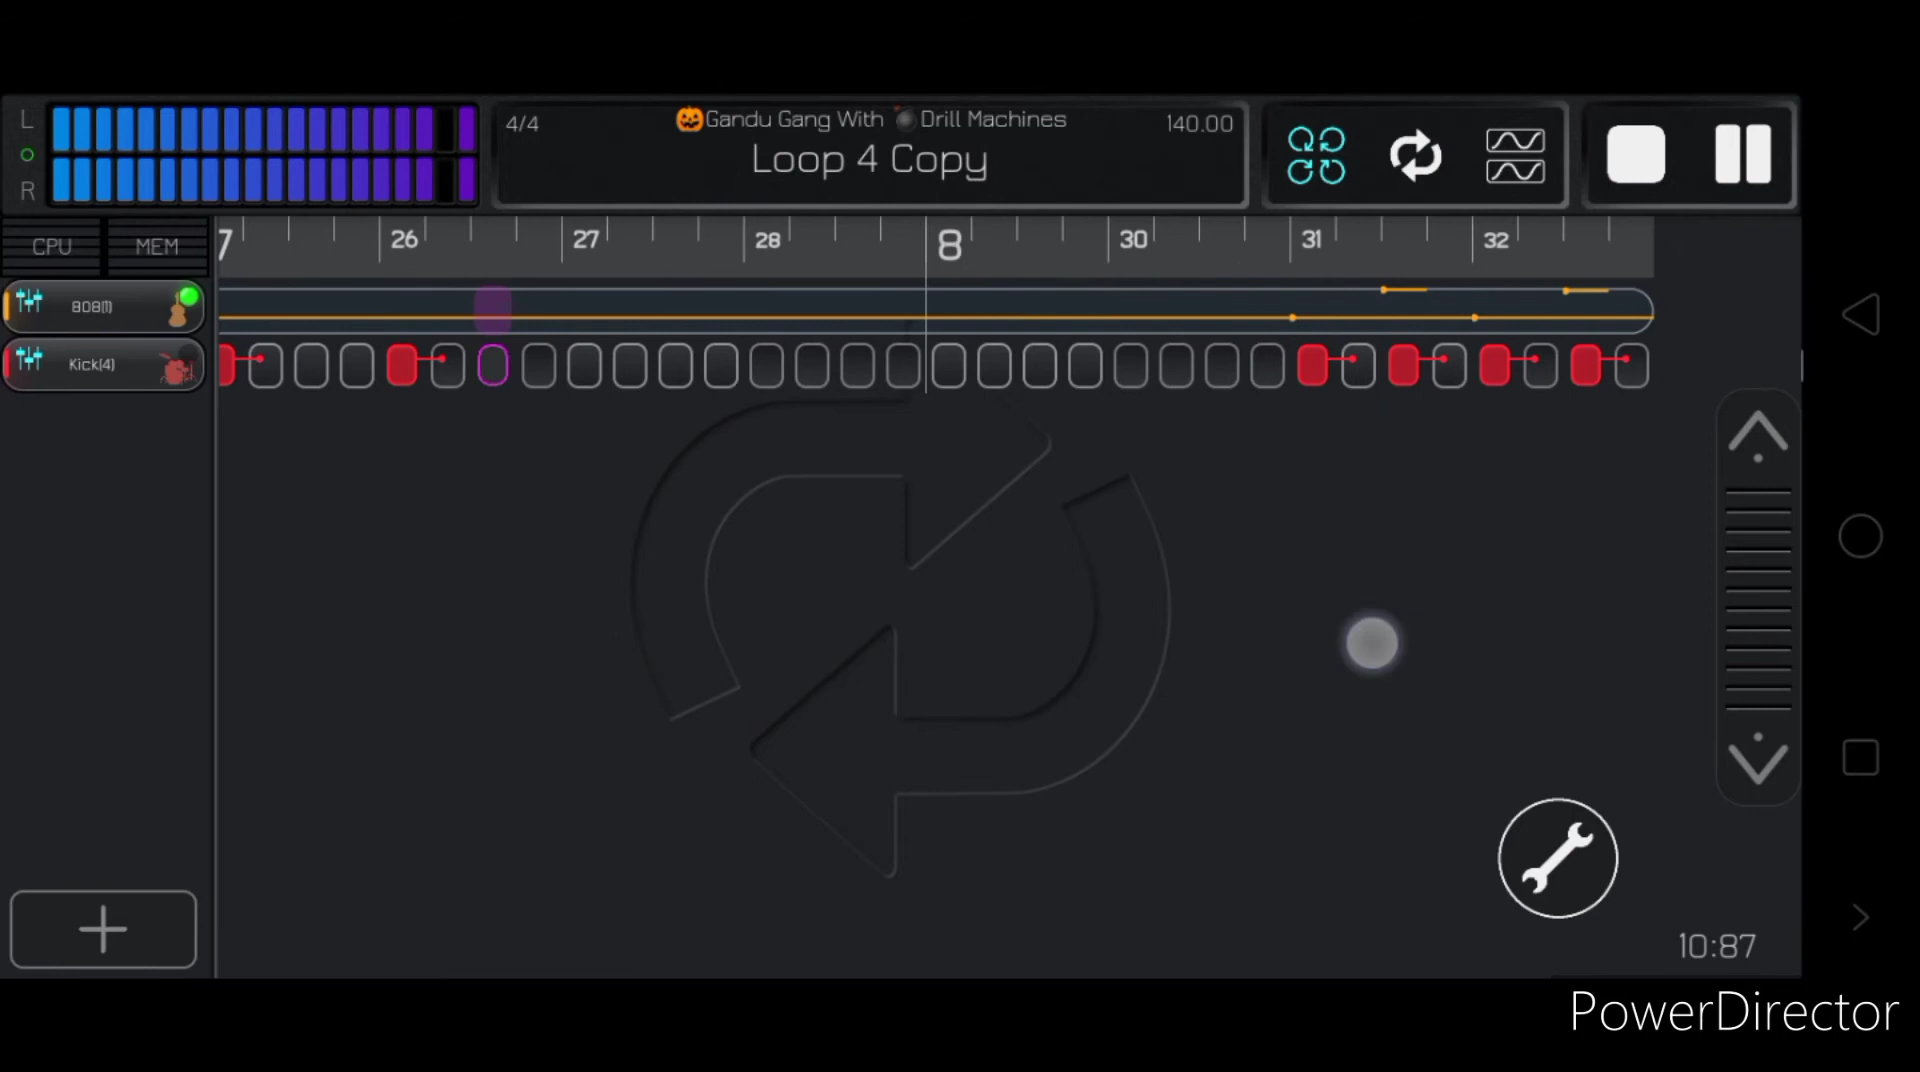 L
R
4/4
🎃Gandu Gang With 💣Drill Machines
140.00
Loop 4 Copy
CPU
MEM
7
26
27
28
8
30
31
32
808(1)
Kick(4)
10:87
PowerDirector